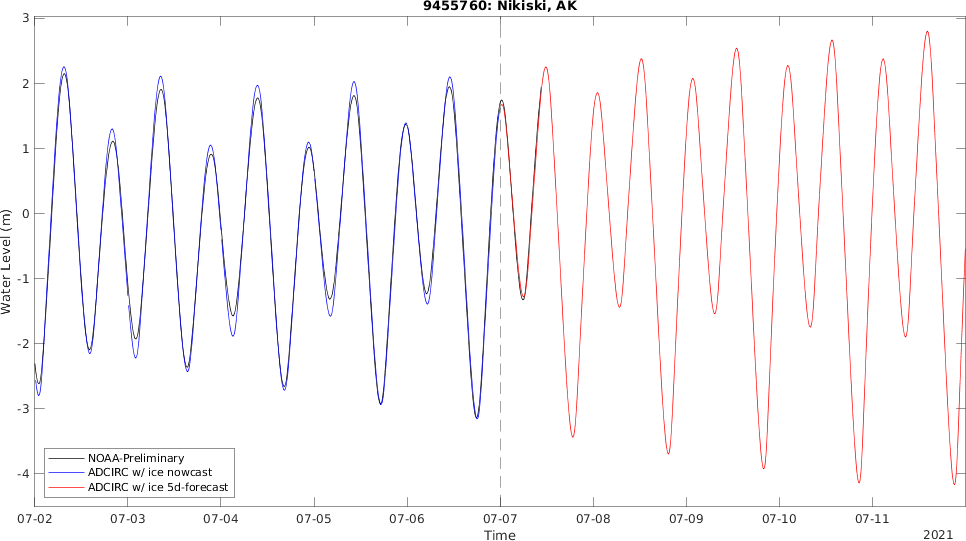 9455760: Nikiski, AK
3
2
1
0
-1
-2
-3
-4
Water Level (m)
NOAA-Preliminary
ADCIRC w/ ice nowcast
ADCIRC w/ ice 5d-forecast
07-02 07-03 07-04 07-05 07-06 07-07 07-08 07-09 07-10 07-11
Time
2021